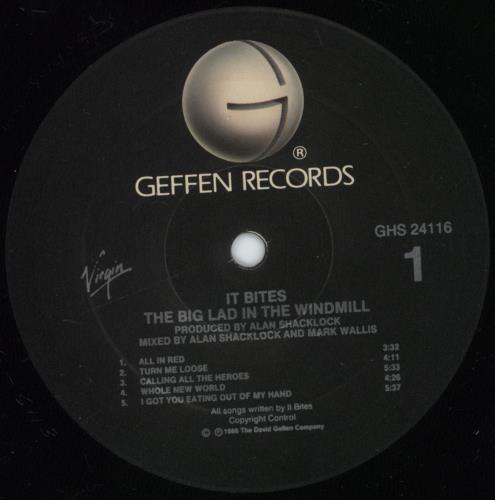 G
®
GEFFEN RECORDS
GHS 24116
1
Virgin
IT BITES
THE BIG LAD IN THE WINDMILL
PRODUCED BY ALAN SHACKLOCK
MIXED BY ALAN SHACKLOCK AND MARK WALLIS
1. ALL IN RED 3:32
2. TURN ME LOOSE 4:11
3. CALLING ALL THE HEROES 5:33
4. WHOLE NEW WORLD 4:26
5. I GOT YOU EATING OUT OF MY HAND 5:37
All songs written by It Bites
Copyright Control
© ℗ 1986 The David Geffen Company